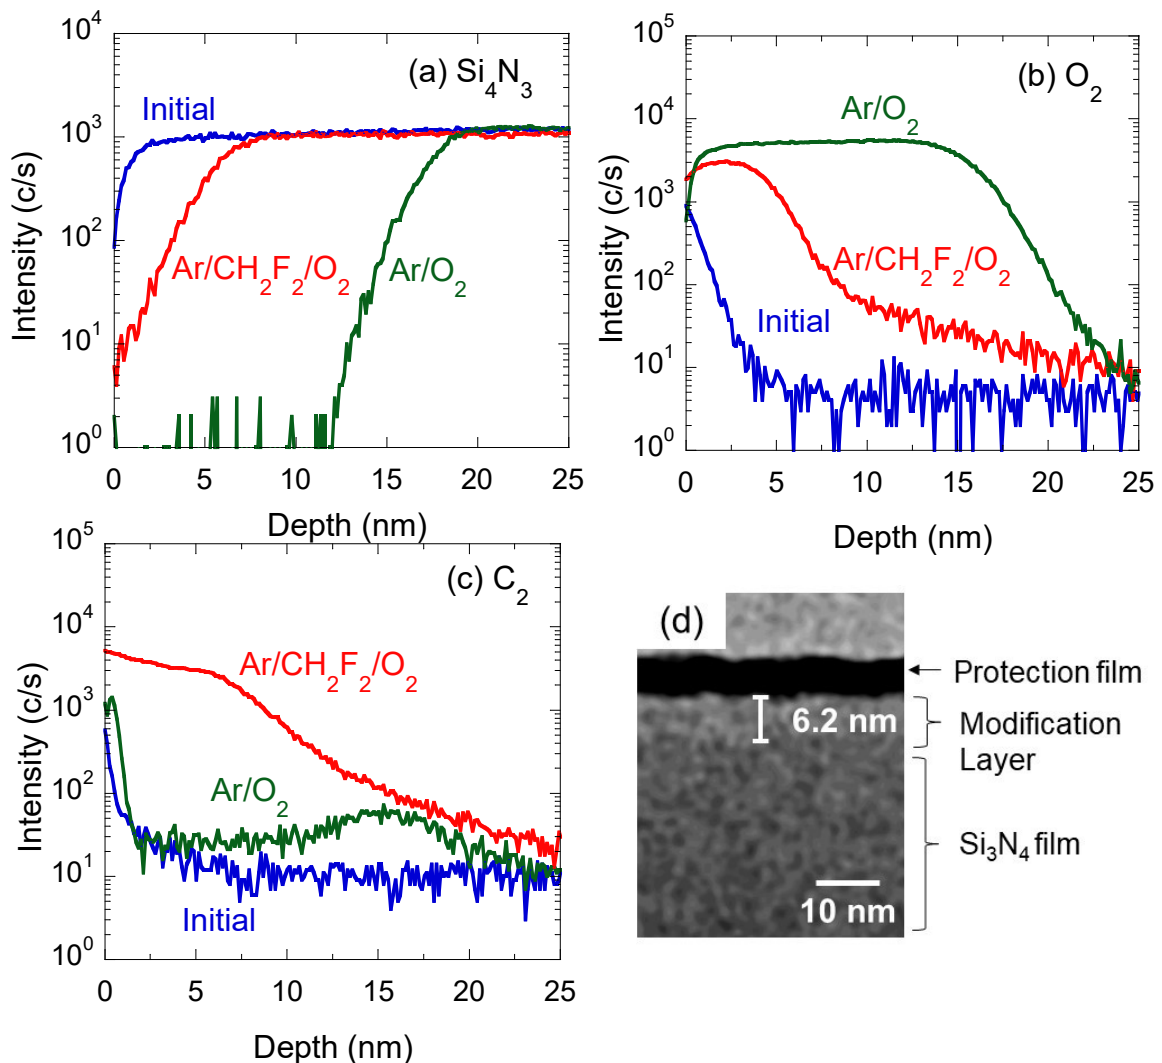 (a) Si₄N₃
Initial
Ar/CH₂F₂/O₂
Ar/O₂
Intensity (c/s)
10⁴
10³
10²
10¹
10⁰
0 5 10 15 20 25
Depth (nm)
(b) O₂
Ar/O₂
Ar/CH₂F₂/O₂
Initial
Intensity (c/s)
10⁵
10⁴
10³
10²
10¹
10⁰
0 5 10 15 20 25
Depth (nm)
(c) C₂
Ar/CH₂F₂/O₂
Ar/O₂
Initial
Intensity (c/s)
10⁵
10⁴
10³
10²
10¹
10⁰
0 5 10 15 20 25
Depth (nm)
(d)
6.2 nm
10 nm
Protection film
Modification
Layer
Si₃N₄ film